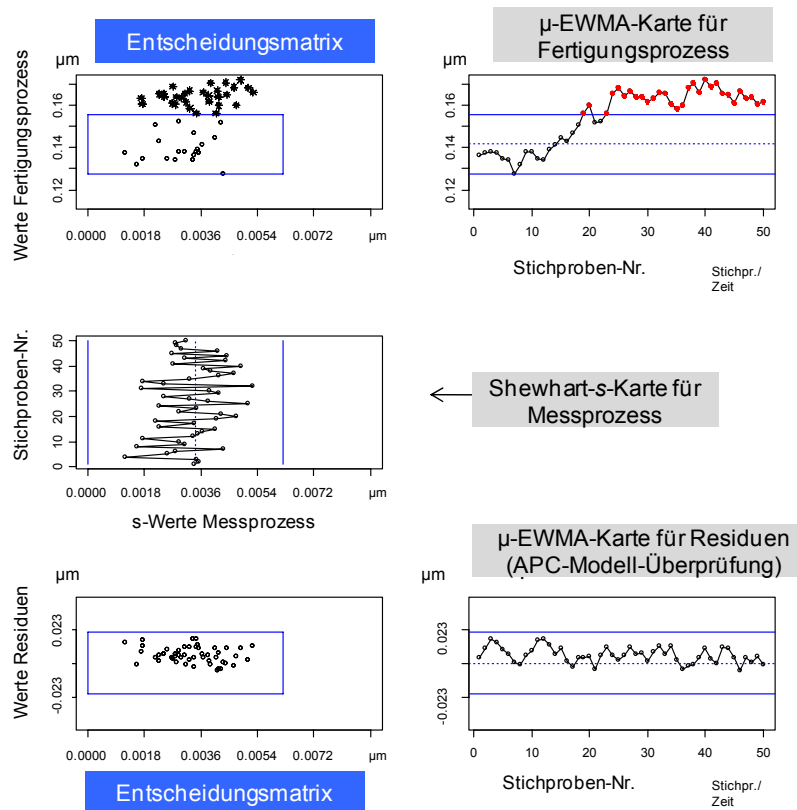 Entscheidungsmatrix
µ-EWMA-Karte für
Fertigungsprozess
µm
µm
Werte Fertigungsprozess
0.16
0.14
0.12
0.0000 0.0018 0.0036 0.0054 0.0072 µm
0.16
0.14
0.12
0 10 20 30 40 50
Stichproben-Nr.
Stichpr./
Zeit
Stichproben-Nr.
50
40
30
20
10
0
0.0000 0.0018 0.0036 0.0054 0.0072 µm
s-Werte Messprozess
Shewhart-s-Karte für
Messprozess
µ-EWMA-Karte für Residuen
(APC-Modell-Überprüfung)
µm
µm
Werte Residuen
0.023
-0.023
0.0000 0.0018 0.0036 0.0054 0.0072 µm
Entscheidungsmatrix
0.023
-0.023
0 10 20 30 40 50
Stichproben-Nr.
Stichpr./
Zeit